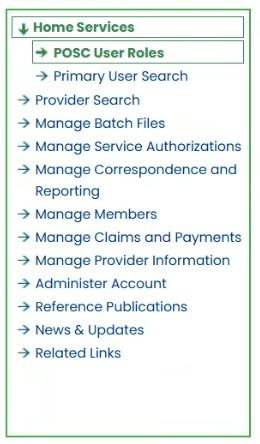 Home Services
POSC User Roles
Primary User Search
Provider Search
Manage Batch Files
Manage Service Authorizations
Manage Correspondence and
Reporting
Manage Members
Manage Claims and Payments
Manage Provider Information
Administer Account
Reference Publications
News & Updates
Related Links